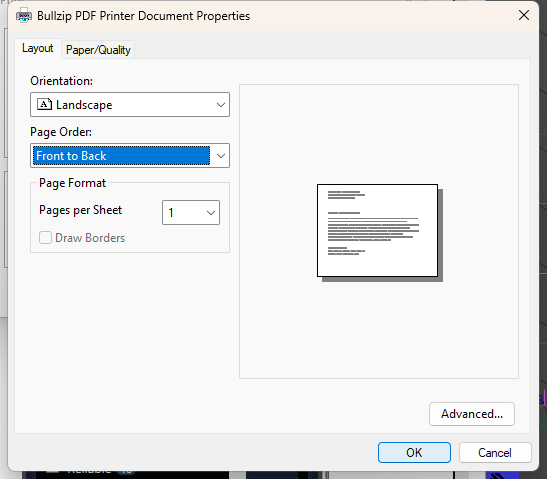 Bullzip PDF Printer Document Properties
Layout
Paper/Quality
Orientation:
Landscape
Page Order:
Front to Back
Page Format
Pages per Sheet
1
Draw Borders
Advanced...
OK
Cancel
Reliable